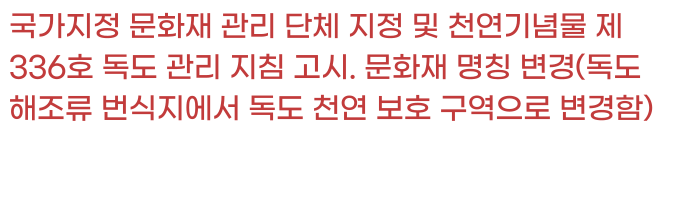 국가지정 문화재 관리 단체 지정 및 천연기념물 제
336호 독도 관리 지침 고시. 문화재 명칭 변경(독도
해조류 번식지에서 독도 천연 보호 구역으로 변경함)